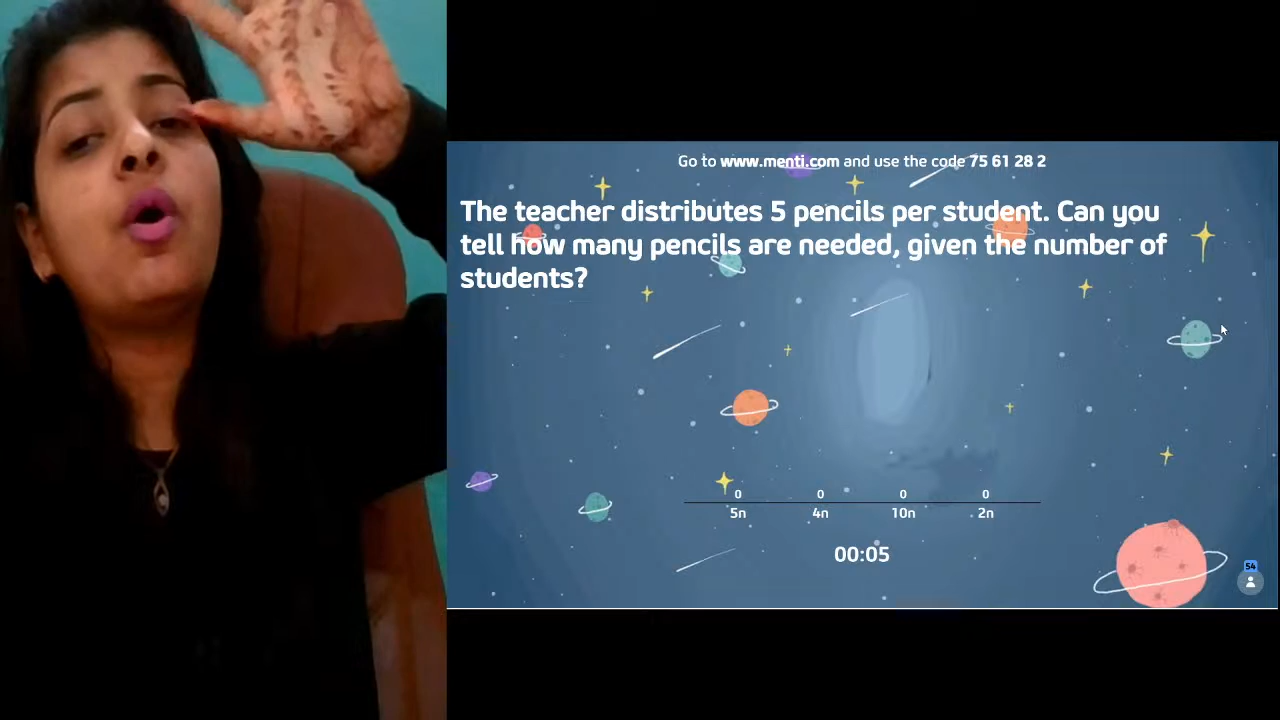 Go to www.menti.com and use the code 75 61 28 2
The teacher distributes 5 pencils per student. Can you
tell how many pencils are needed, given the number of
students?
0 0 0 0
5n 4n 10n 2n
00:05
54